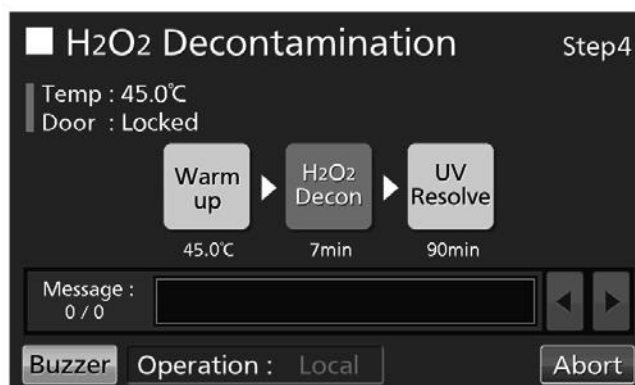 H2O2 Decontamination Step4
Temp : 45.0℃
Door : Locked
Warm up
H2O2 Decon
UV Resolve
45.0℃ 7min 90min
Message :
0 / 0
Buzzer Operation : Local Abort